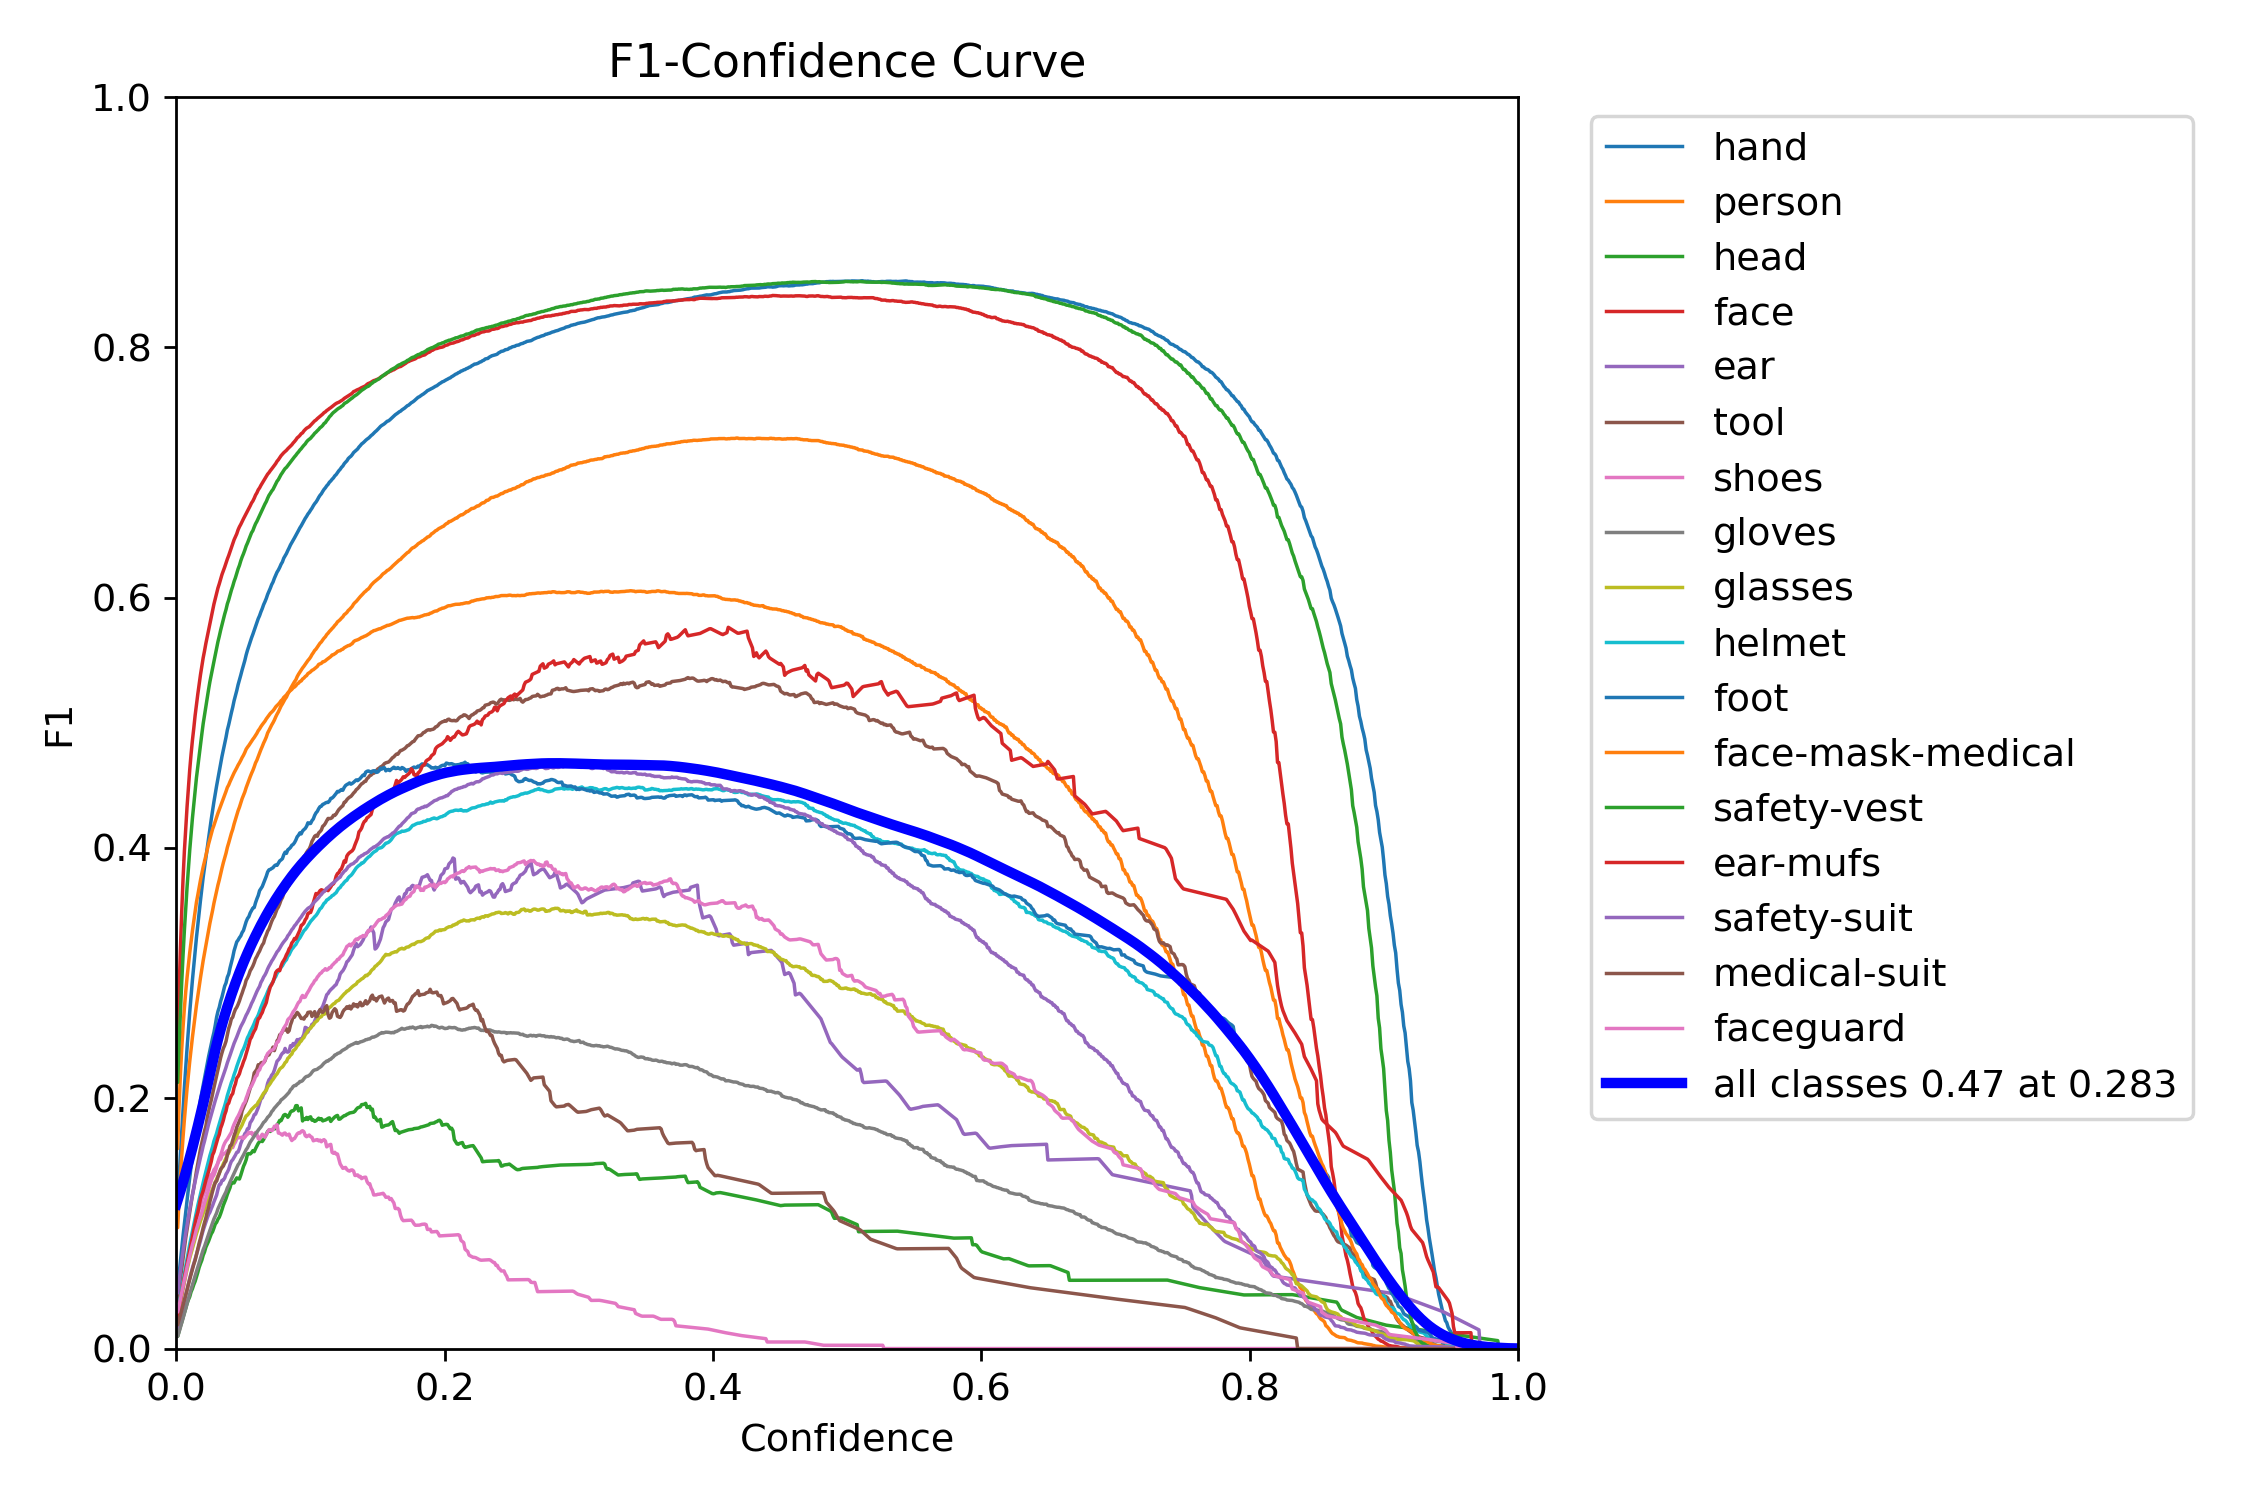 F1-Confidence Curve
1.0
0.8
0.6
0.4
0.2
0.0
F1
0.0 0.2 0.4 0.6 0.8 1.0
Confidence
hand
person
head
face
ear
tool
shoes
gloves
glasses
helmet
foot
face-mask-medical
safety-vest
ear-mufs
safety-suit
medical-suit
faceguard
all classes 0.47 at 0.283